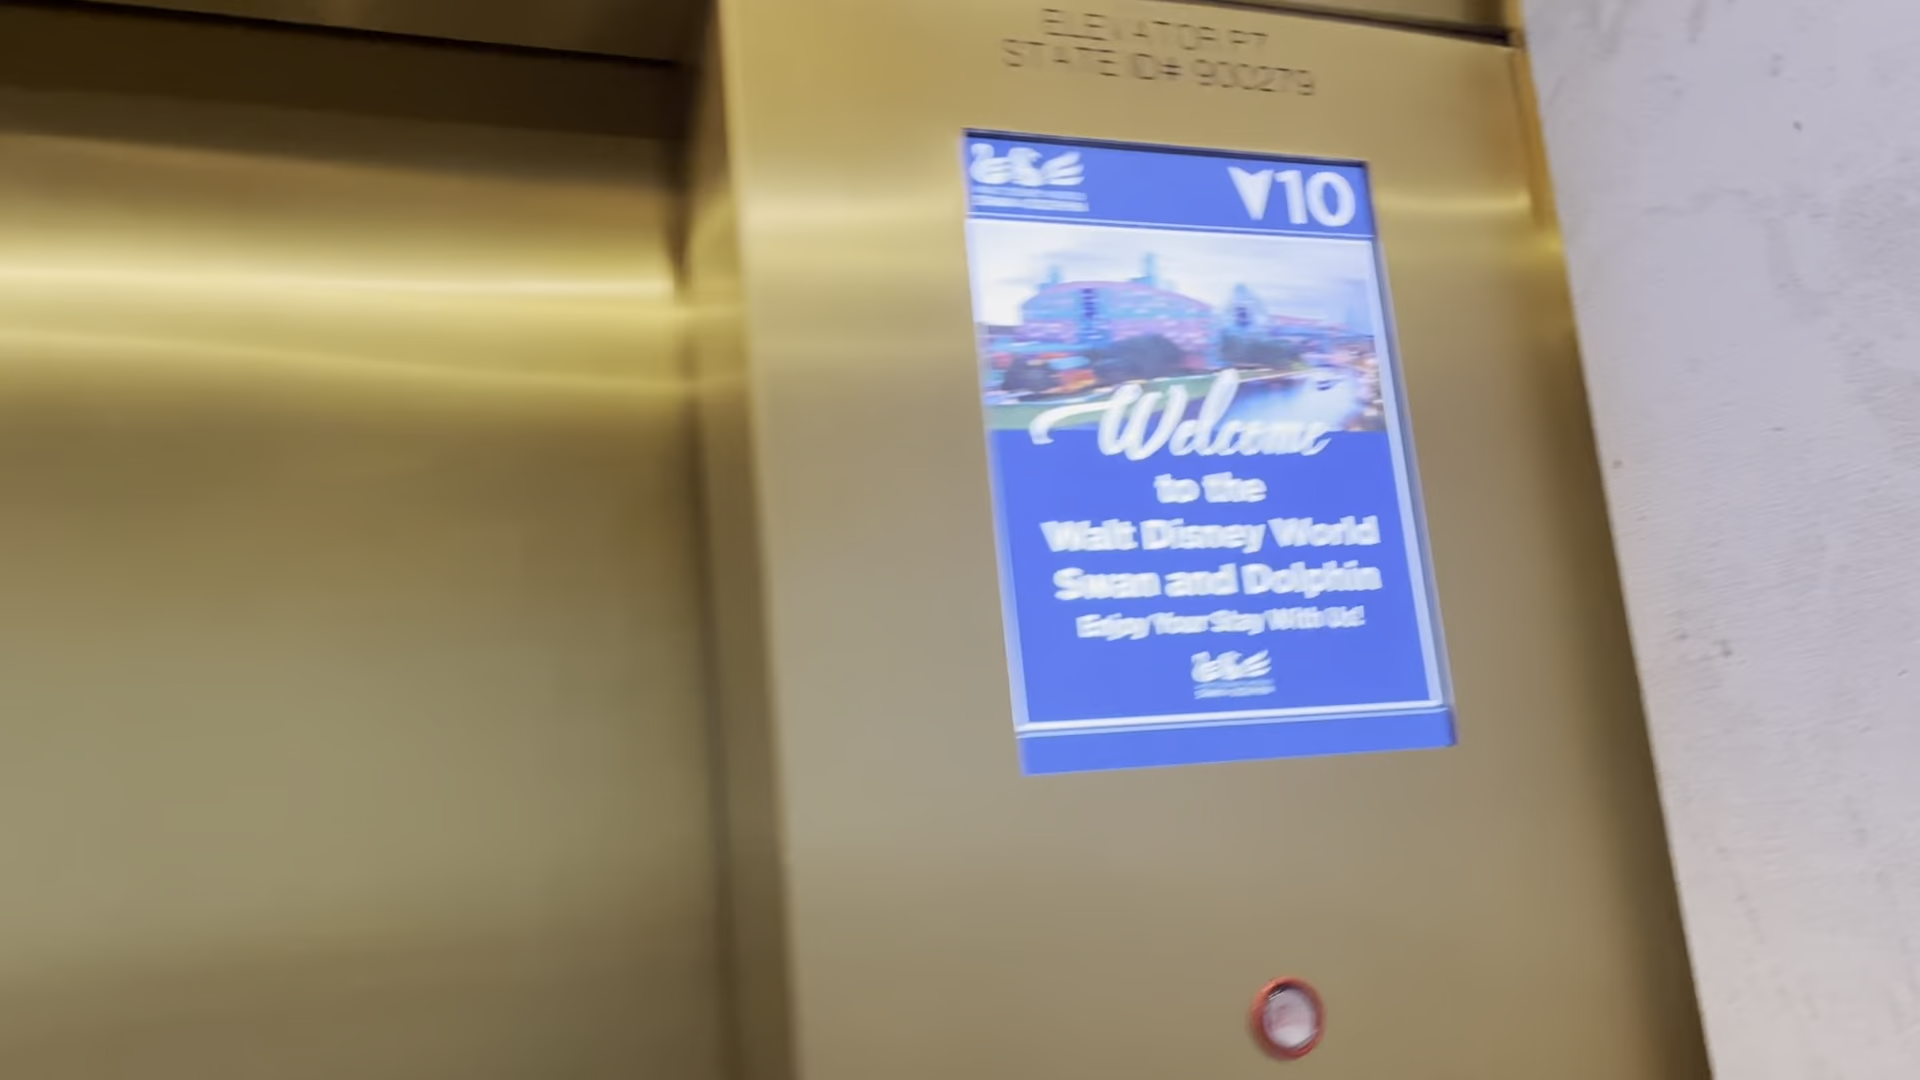 ELEVATOR P7
STATE ID# 900279
10
Welcome
to the
Walt Disney World
Swan and Dolphin
Enjoy Your Stay With Us!